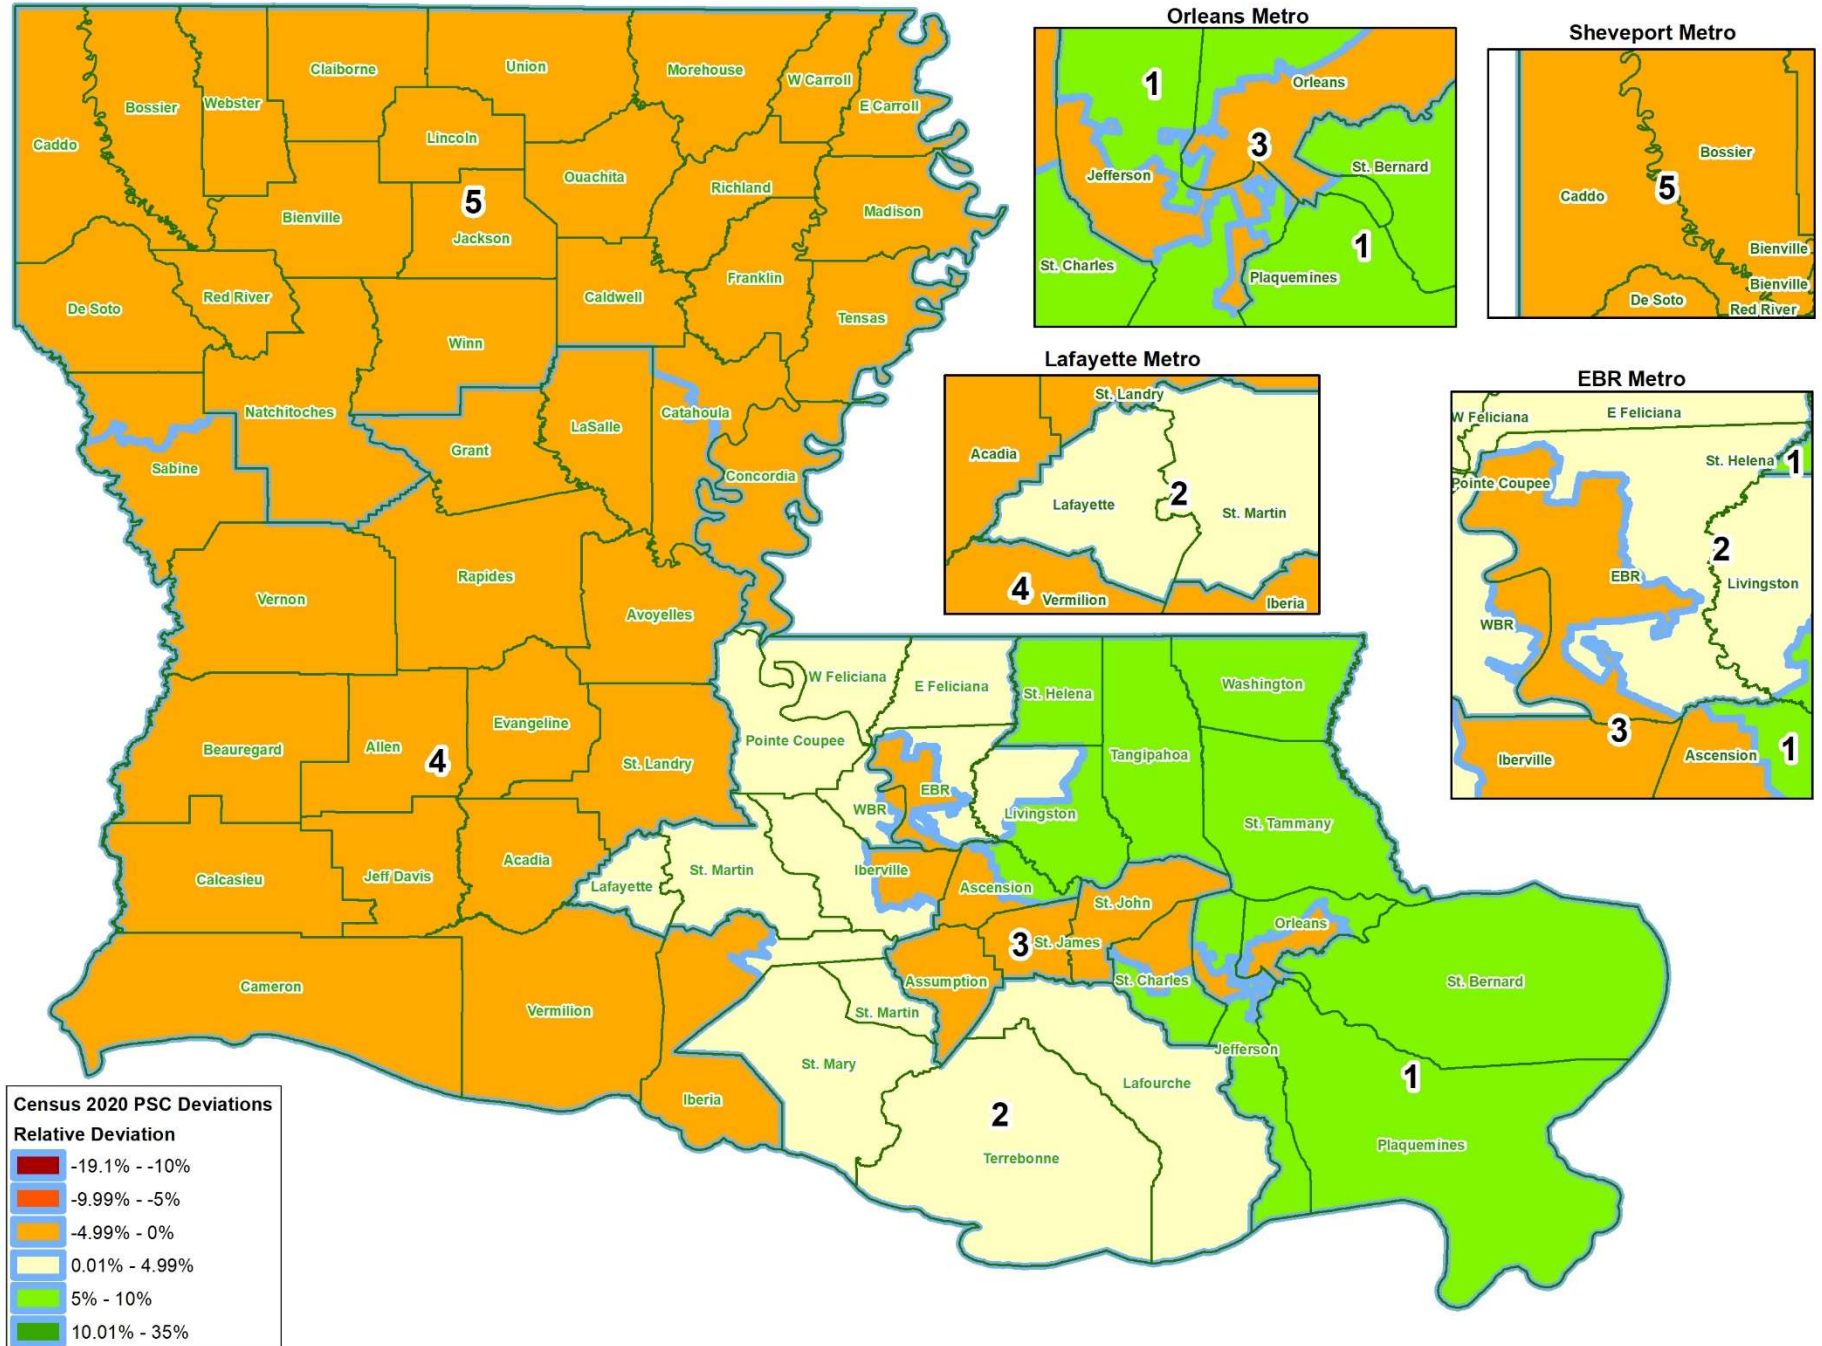 Orleans Metro
Sheveport Metro
Claiborne
Union
Morehouse
W Carroll
E Carroll
Bossier
Webster
Caddo
Lincoln
Ouachita
Richland
Madison
Bienville
5
Jackson
De Soto
Red River
Caldwell
Franklin
Tensas
Winn
Natchitoches
Catahoula
LaSalle
Grant
Sabine
Concordia
Rapides
Vernon
Avoyelles
Evangeline
Beauregard
Allen
4
St. Landry
Calcasieu
Jeff Davis
Acadia
Cameron
Vermilion
Iberia
W Feliciana
E Feliciana
Pointe Coupee
St. Helena
Washington
Tangipahoa
EBR
WBR
Livingston
St. Tammany
Lafayette
St. Martin
Iberville
Ascension
St. John
Orleans
3
St. James
Assumption
St. Charles
St. Bernard
St. Martin
St. Mary
Jefferson
1
Lafourche
2
Terrebonne
Plaquemines
1
Orleans
3
Jefferson
St. Bernard
1
St. Charles
Plaquemines
Bossier
Caddo
5
Bienville
Bienville
De Soto
Red River
Lafayette Metro
St. Landry
Acadia
2
Lafayette
St. Martin
4
Vermilion
Iberia
EBR Metro
W Feliciana
E Feliciana
St. Helena
1
Pointe Coupee
2
EBR
Livingston
WBR
3
Iberville
Ascension
1
Census 2020 PSC Deviations
Relative Deviation
-19.1% - -10%
-9.99% - -5%
-4.99% - 0%
0.01% - 4.99%
5% - 10%
10.01% - 35%